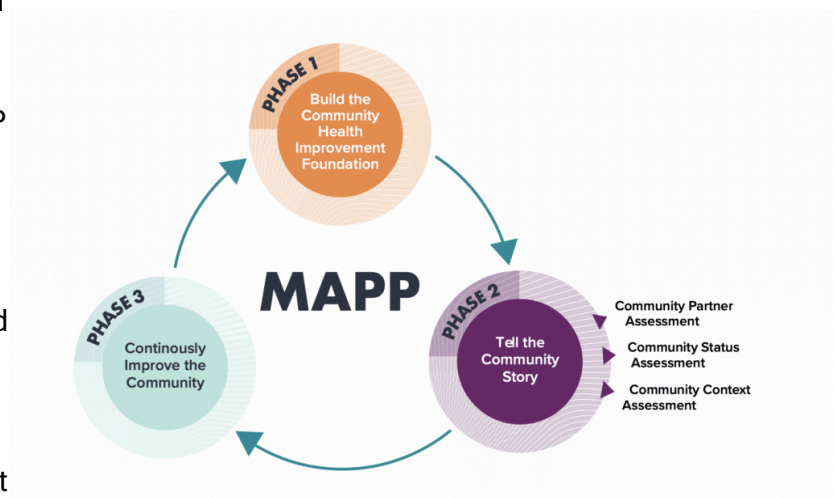 PHASE 1
Build the
Community
Health
Improvement
Foundation
MAPP
PHASE 2
Tell the
Community
Story
Community Partner
Assessment
Community Status
Assessment
Community Context
Assessment
PHASE 3
Continously
Improve the
Community